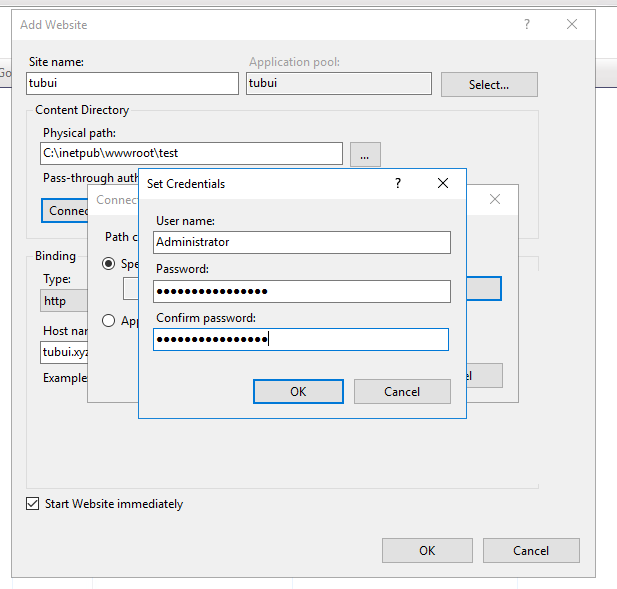 Add Website
?
Go
Site name:
Application pool:
tubui
tubui
Select...
Content Directory
Physical path:
C:\inetpub\wwwroot\test
...
Pass-through auth
Connec
Connect
Path c
Spe
App
Set Credentials
?
User name:
Administrator
Password:
●●●●●●●●●●●●●●●●
Confirm password:
●●●●●●●●●●●●●●●●
OK
Cancel
el
Binding
Type:
http
Host nam
tubui.xyz
Example
Start Website immediately
OK
Cancel